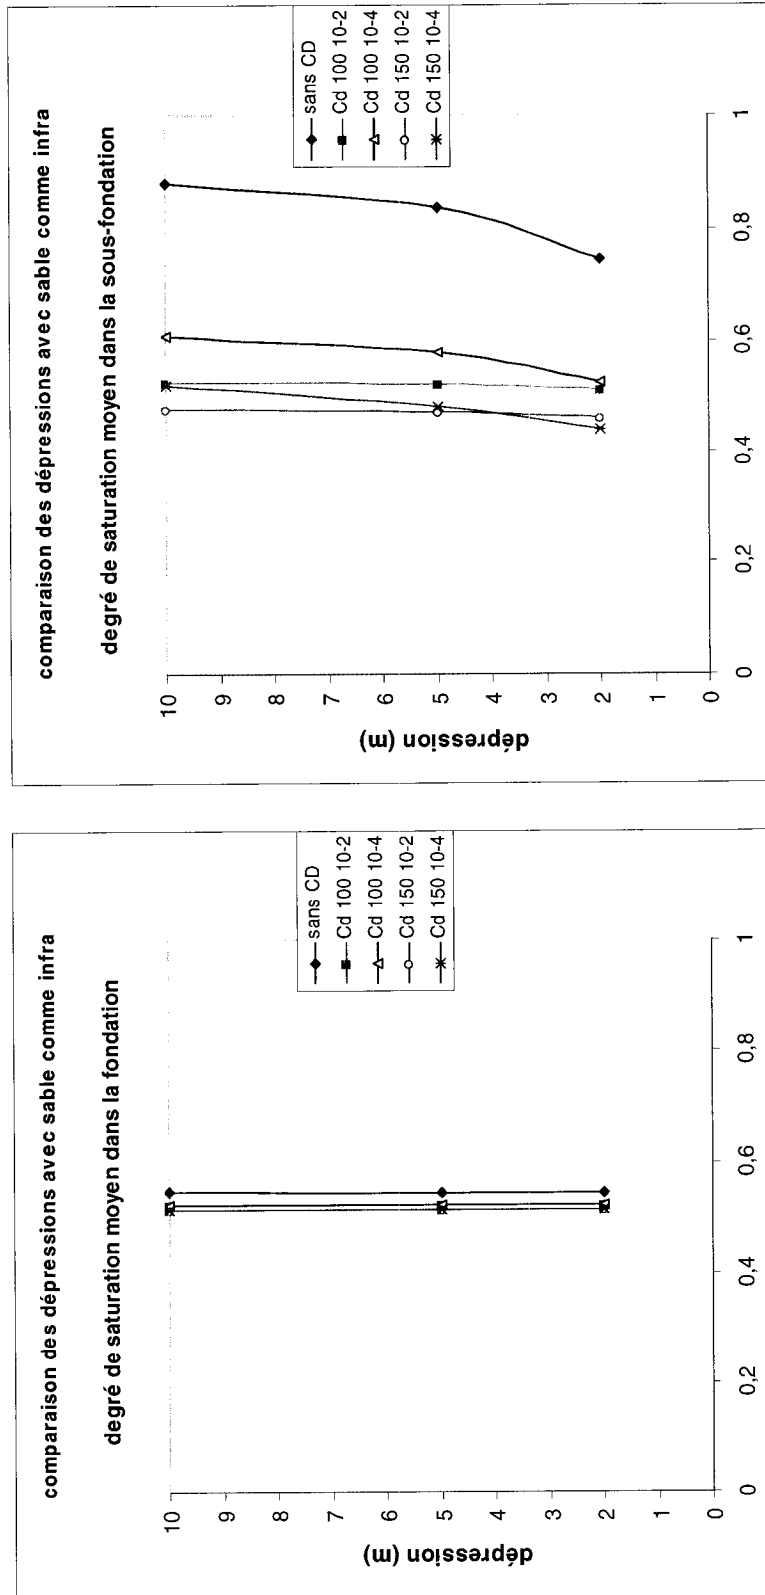 comparaison des dépressions avec sable comme infra
degré de saturation moyen dans la fondation
dépression (m)
10
9
8
7
6
5
4
3
2
1
0
0
0,2
0,4
0,6
0,8
1
sans CD
Cd 100 10-2
Cd 100 10-4
Cd 150 10-2
Cd 150 10-4
comparaison des dépressions avec sable comme infra
degré de saturation moyen dans la sous-fondation
dépression (m)
10
9
8
7
6
5
4
3
2
1
0
0
0,2
0,4
0,6
0,8
1
sans CD
Cd 100 10-2
Cd 100 10-4
Cd 150 10-2
Cd 150 10-4